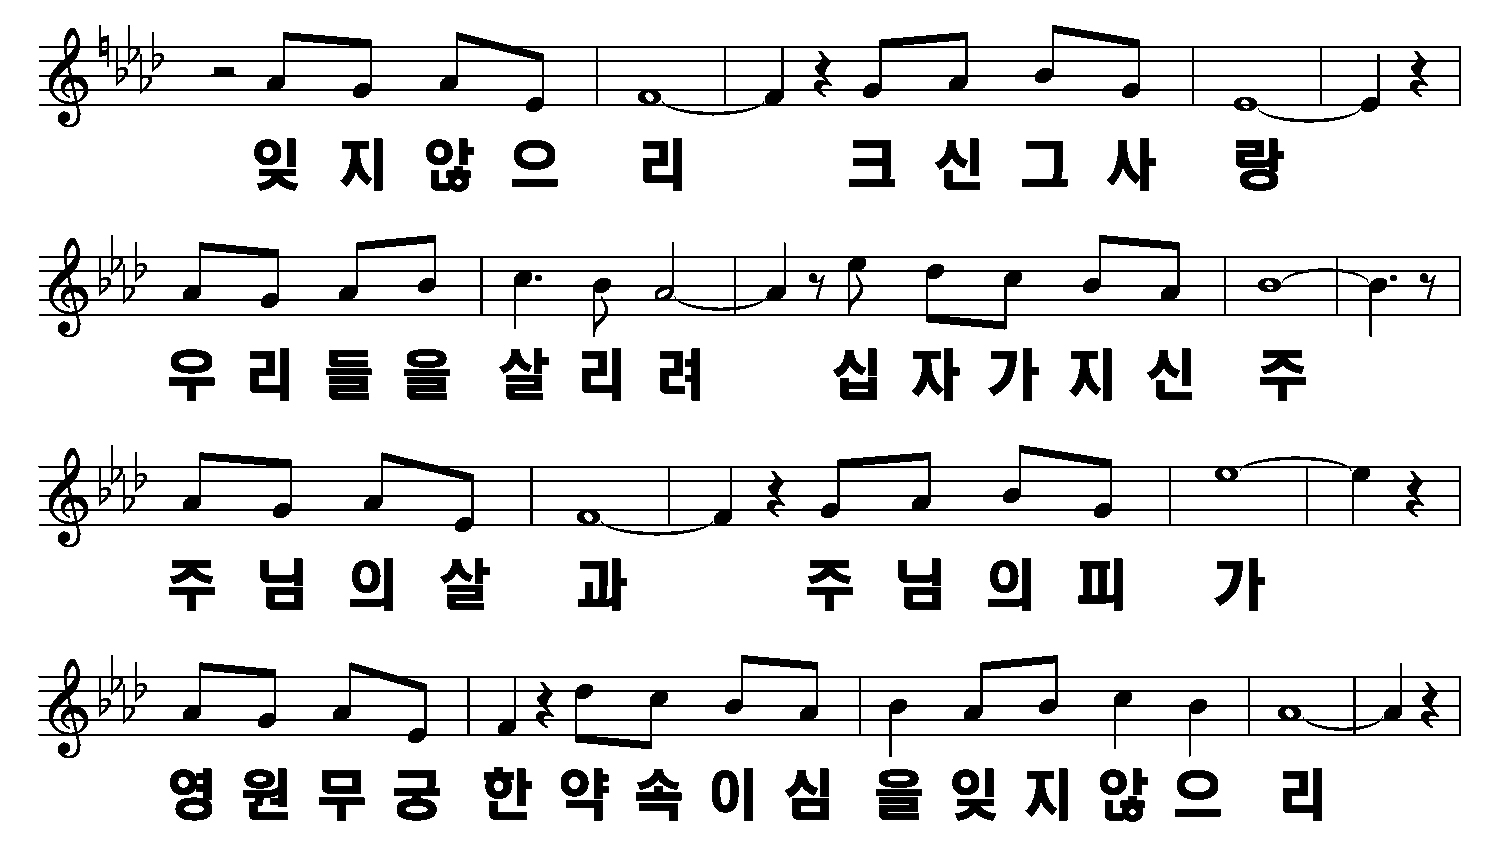 잊지않으리 크신그사랑
우리들을살리려 십자가지신주
주님의살과 주님의피가
영원무궁한약속이심을잊지않으리